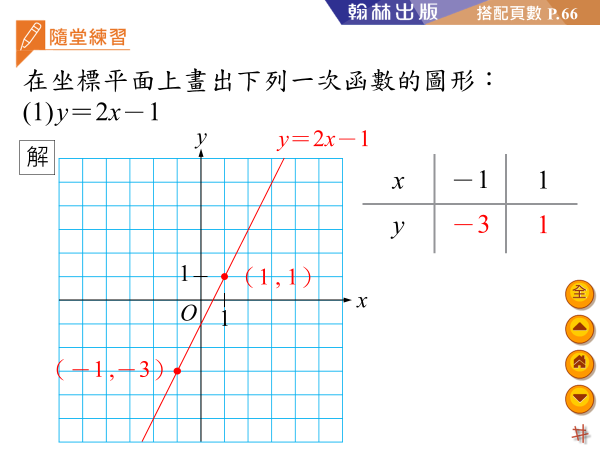 翰林出版 搭配頁數 P.66
隨堂練習
在坐標平面上畫出下列一次函數的圖形：
(1)y＝2x－1
解
y
y＝2x－1
x －1 1
y －3 1
1
(1,1)
x
O
1
(－1,－3)
全